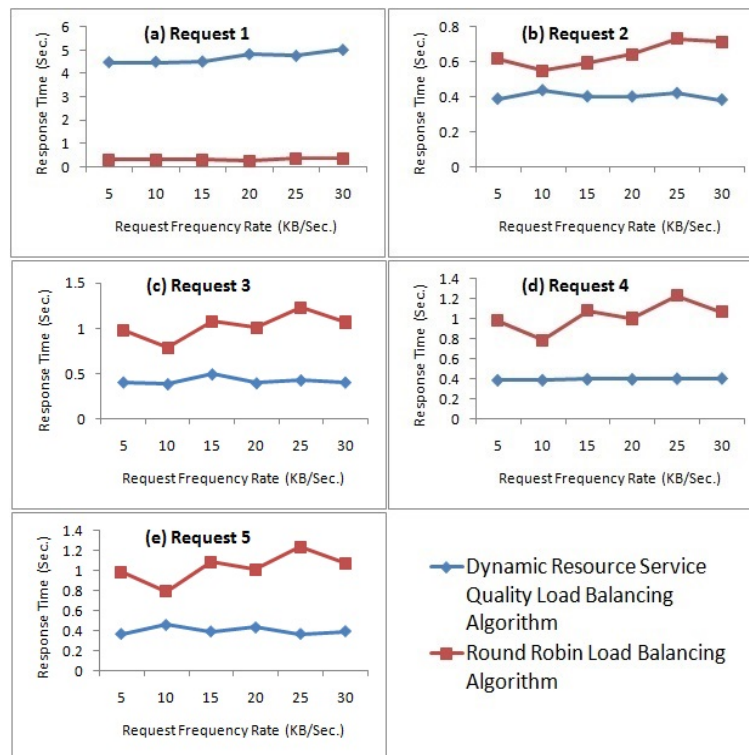 (a) Request 1
Response Time (Sec.)
6
5
4
3
2
1
0
5 10 15 20 25 30
Request Frequency Rate (KB/Sec.)
(b) Request 2
Response Time (Sec.)
0.8
0.6
0.4
0.2
0
5 10 15 20 25 30
Request Frequency Rate (KB/Sec.)
(c) Request 3
Response Time (Sec.)
1.5
1
0.5
0
5 10 15 20 25 30
Request Frequency Rate (KB/Sec.)
(d) Request 4
Response Time (Sec.)
1.4
1.2
1
0.8
0.6
0.4
0.2
0
5 10 15 20 25 30
Request Frequency Rate (KB/Sec.)
(e) Request 5
Response Time (Sec.)
1.4
1.2
1
0.8
0.6
0.4
0.2
0
5 10 15 20 25 30
Request Frequency Rate (KB/Sec.)
Dynamic Resource Service
Quality Load Balancing
Algorithm
Round Robin Load Balancing
Algorithm